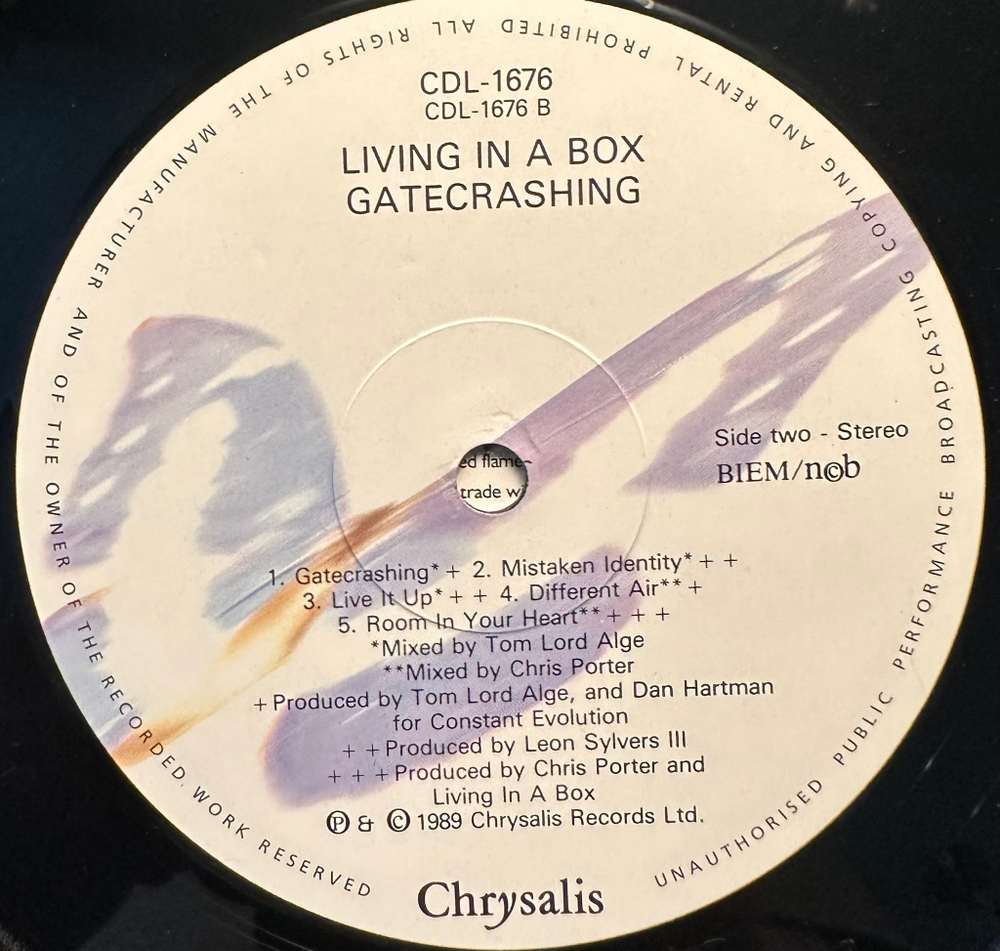 CDL-1676
CDL-1676 B
LIVING IN A BOX
GATECRASHING
Side two - Stereo
BIEM/n©b
ed flame-
trade w
1. Gatecrashing* + 2. Mistaken Identity* + +
3. Live It Up* + + 4. Different Air** +
5. Room In Your Heart** + + +
*Mixed by Tom Lord Alge
**Mixed by Chris Porter
+ Produced by Tom Lord Alge, and Dan Hartman
for Constant Evolution
+ + Produced by Leon Sylvers III
+ + + Produced by Chris Porter and
Living In A Box
℗ & © 1989 Chrysalis Records Ltd.
Chrysalis
ALL RIGHTS OF THE MANUFACTURER AND OF THE OWNER OF THE RECORDED. WORK RESERVED
UNAUTHORISED PUBLIC PERFORMANCE BROADCASTING COPYING AND RENTAL PROHIBITED